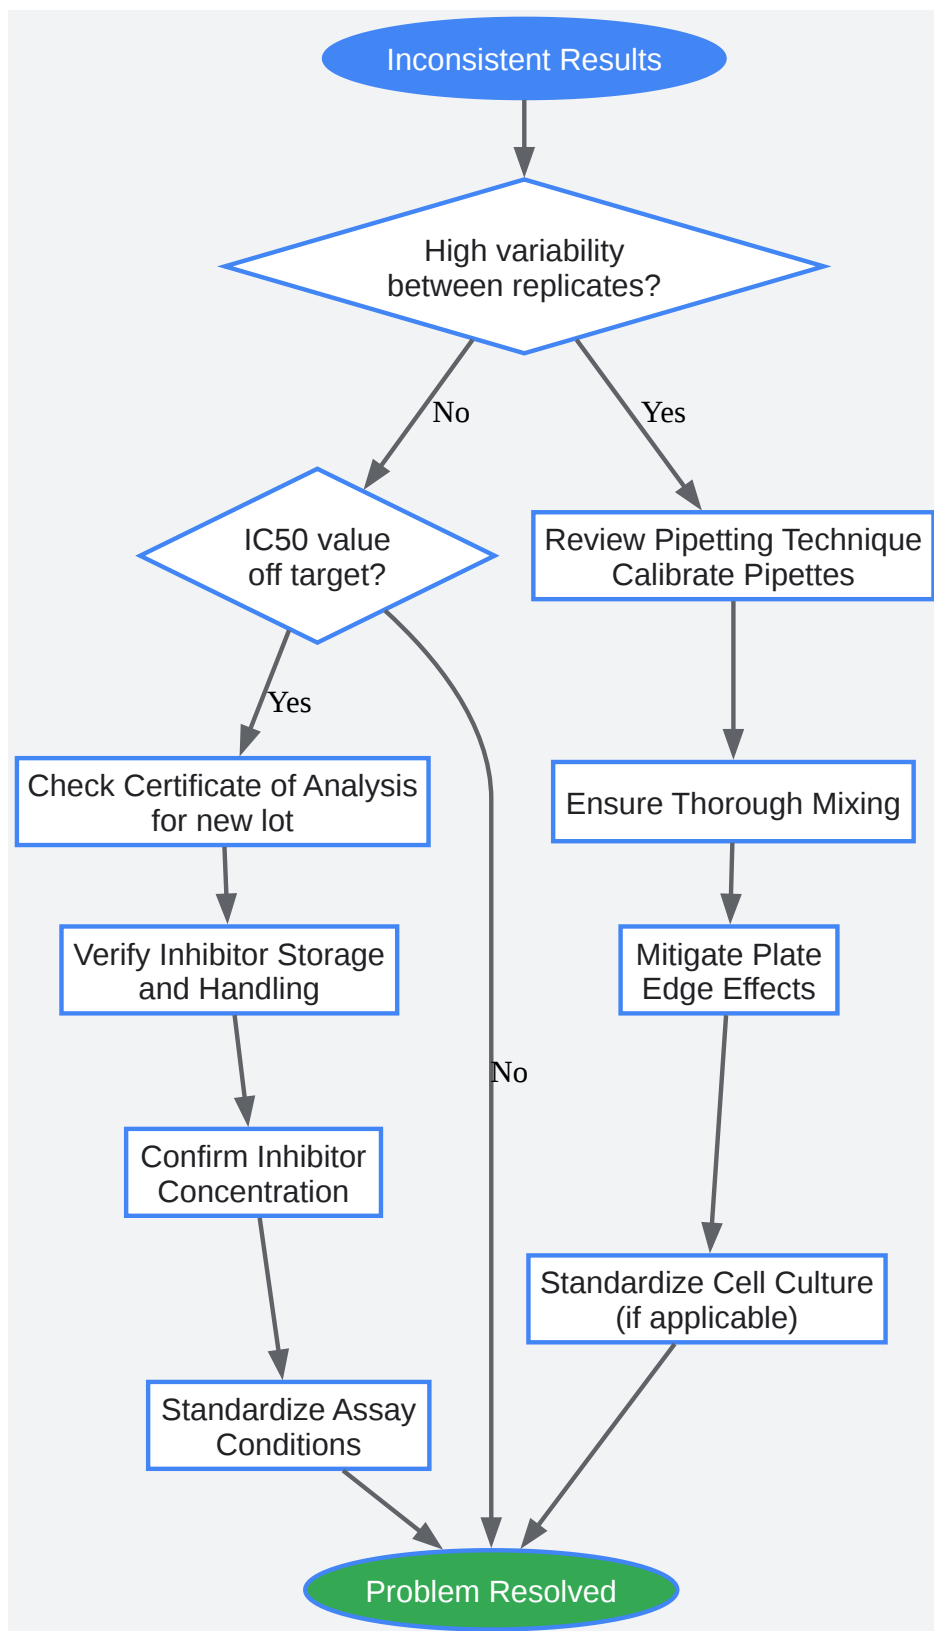 Inconsistent Results
High variability
between replicates?
No
Yes
IC50 value
off target?
Review Pipetting Technique
Calibrate Pipettes
Yes
Check Certificate of Analysis
for new lot
Ensure Thorough Mixing
Verify Inhibitor Storage
and Handling
Mitigate Plate
Edge Effects
No
Confirm Inhibitor
Concentration
Standardize Cell Culture
(if applicable)
Standardize Assay
Conditions
Problem Resolved